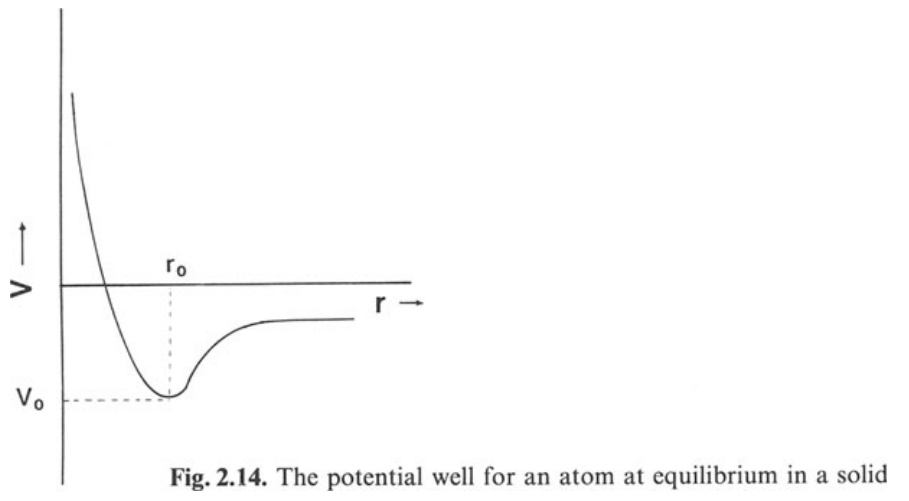 r₀
V →
r →
V₀
Fig. 2.14. The potential well for an atom at equilibrium in a solid